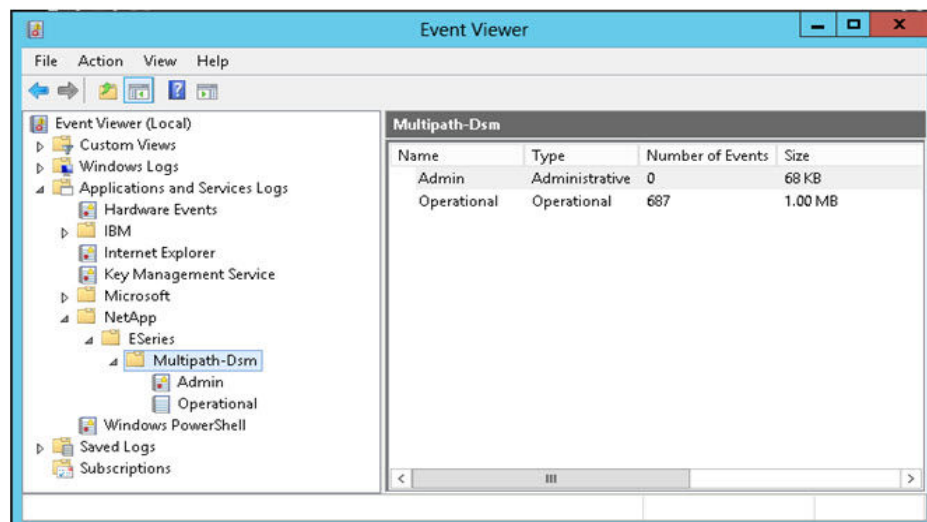 Event Viewer
File Action View Help
Event Viewer (Local)
Custom Views
Windows Logs
Applications and Services Logs
Hardware Events
IBM
Internet Explorer
Key Management Service
Microsoft
NetApp
ESeries
Multipath-Dsm
Admin
Operational
Windows PowerShell
Saved Logs
Subscriptions
Multipath-Dsm
Name Type Number of Events Size
Admin Administrative 0 68 KB
Operational Operational 687 1.00 MB